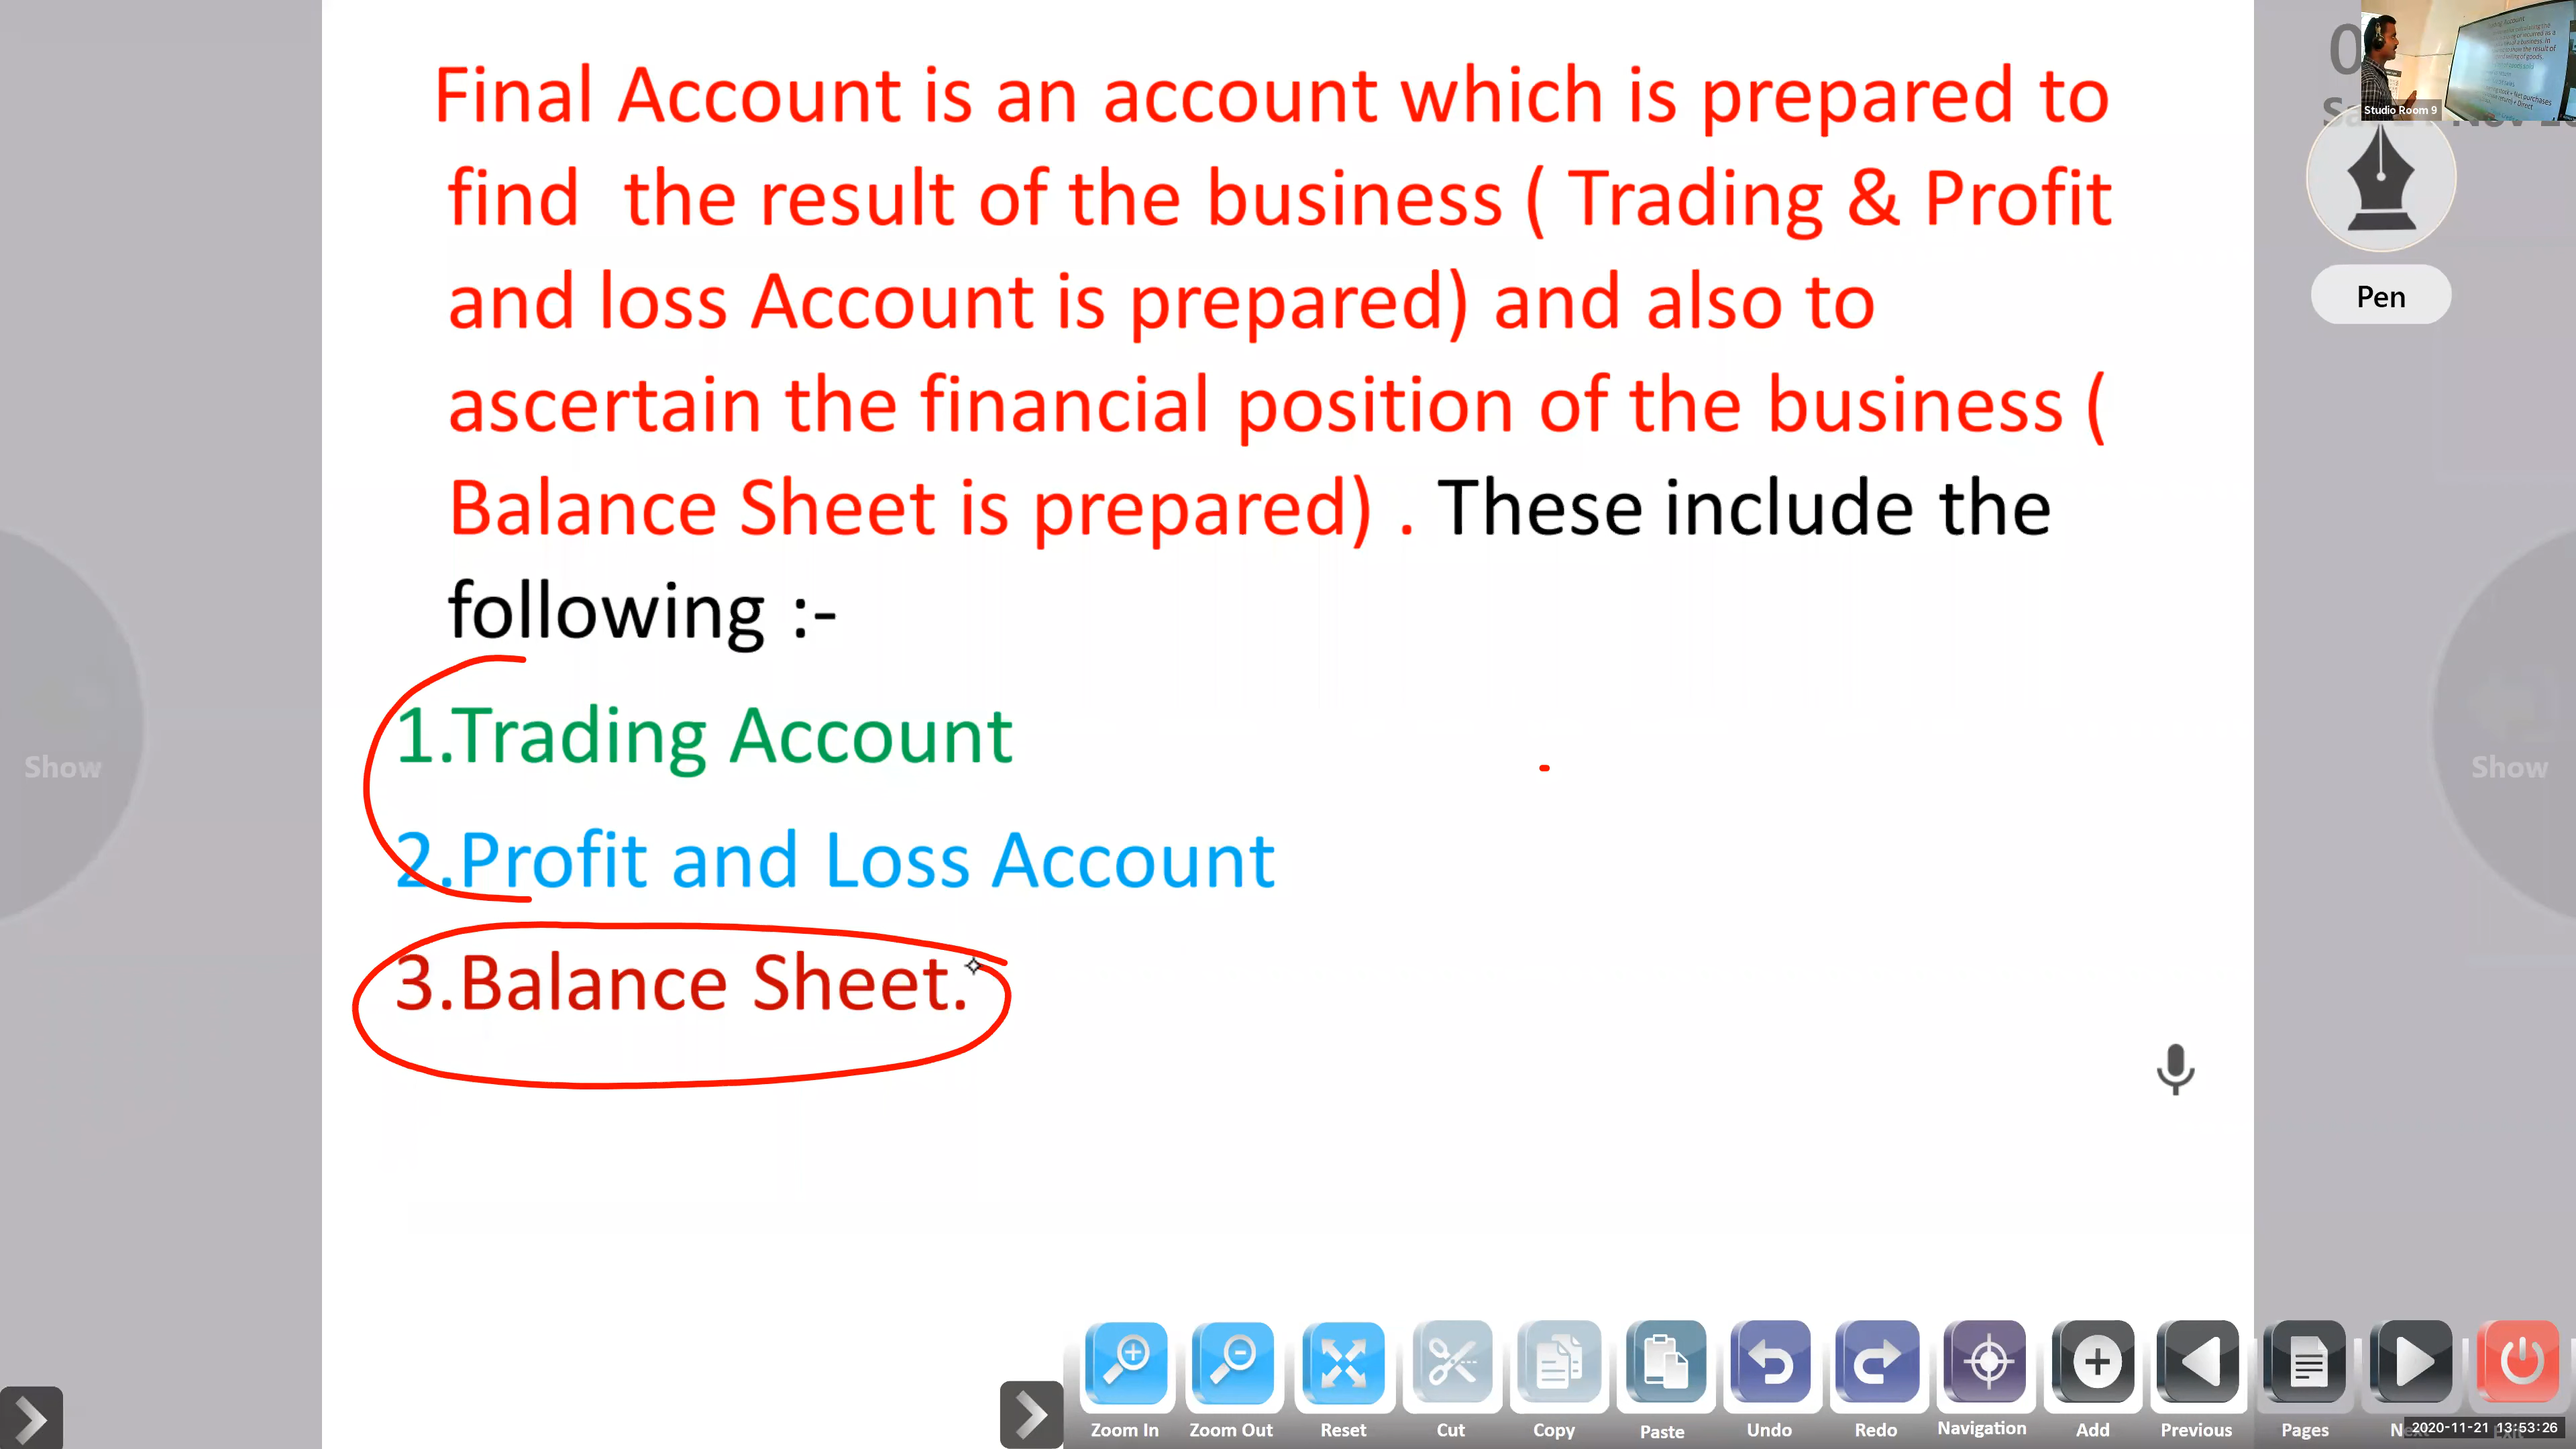 Final Account is an account which is prepared to
find the result of the business ( Trading & Profit
and loss Account is prepared) and also to
ascertain the financial position of the business (
Balance Sheet is prepared) . These include the
following :-
1.Trading Account
2.Profit and Loss Account
3.Balance Sheet.
Studio Room 9
Pen
Show
Show
Zoom In
Zoom Out
Reset
Cut
Copy
Paste
Undo
Redo
Navigation
Add
Previous
Pages
2020-11-21 13:53:26